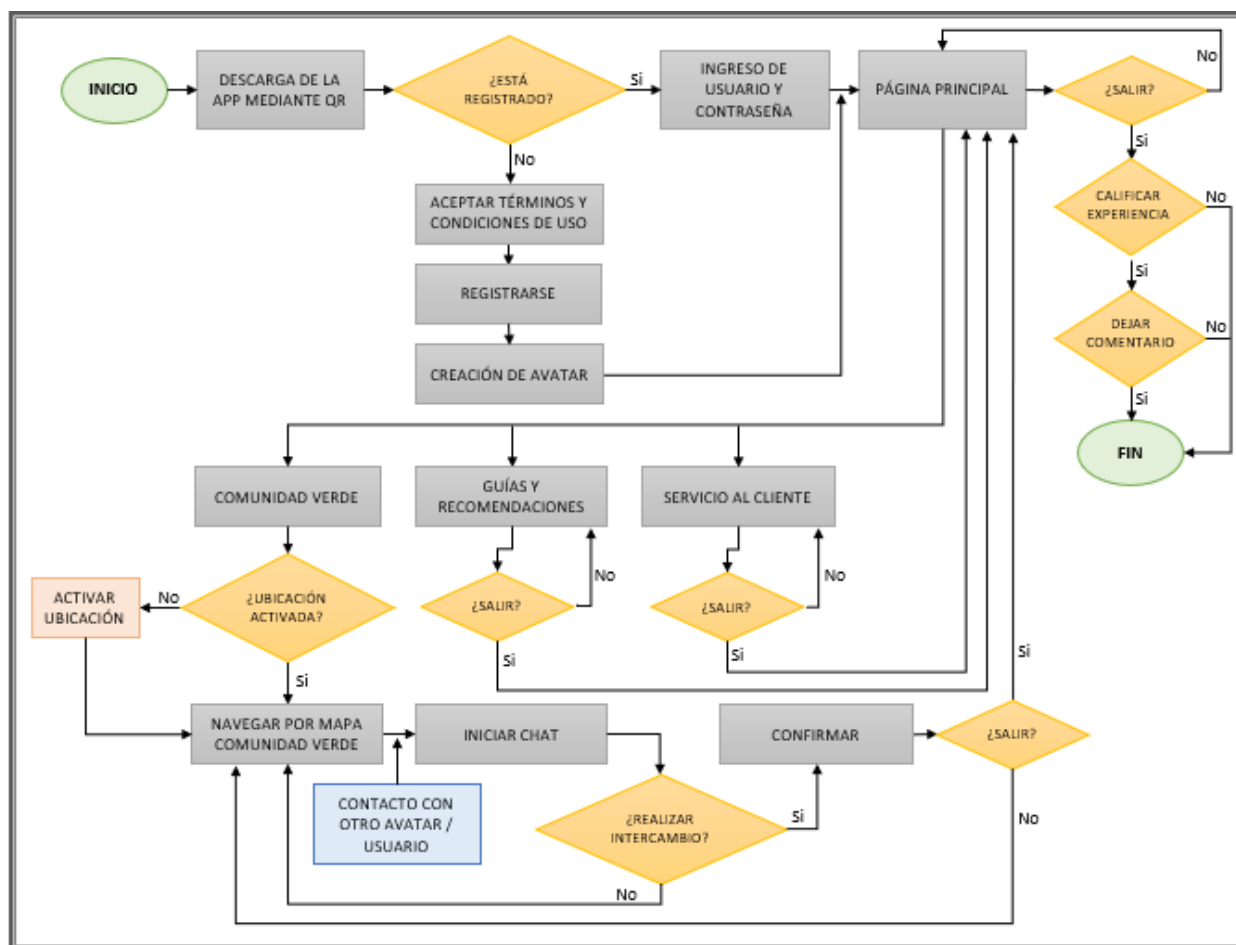 INICIO
DESCARGA DE LA
APP MEDIANTE QR
¿ESTÁ
REGISTRADO?
Si
INGRESO DE
USUARIO Y
CONTRASEÑA
PÁGINA PRINCIPAL
¿SALIR?
No
Si
No
ACEPTAR TÉRMINOS Y
CONDICIONES DE USO
CALIFICAR
EXPERIENCIA
No
Si
REGISTRARSE
DEJAR
COMENTARIO
No
Si
CREACIÓN DE AVATAR
FIN
COMUNIDAD VERDE
GUÍAS Y
RECOMENDACIONES
SERVICIO AL CLIENTE
ACTIVAR
UBICACIÓN
No
¿UBICACIÓN
ACTIVADA?
Si
¿SALIR?
No
Si
¿SALIR?
No
Si
Si
NAVEGAR POR MAPA
COMUNIDAD VERDE
INICIAR CHAT
CONFIRMAR
¿SALIR?
No
CONTACTO CON
OTRO AVATAR /
USUARIO
¿REALIZAR
INTERCAMBIO?
Si
No